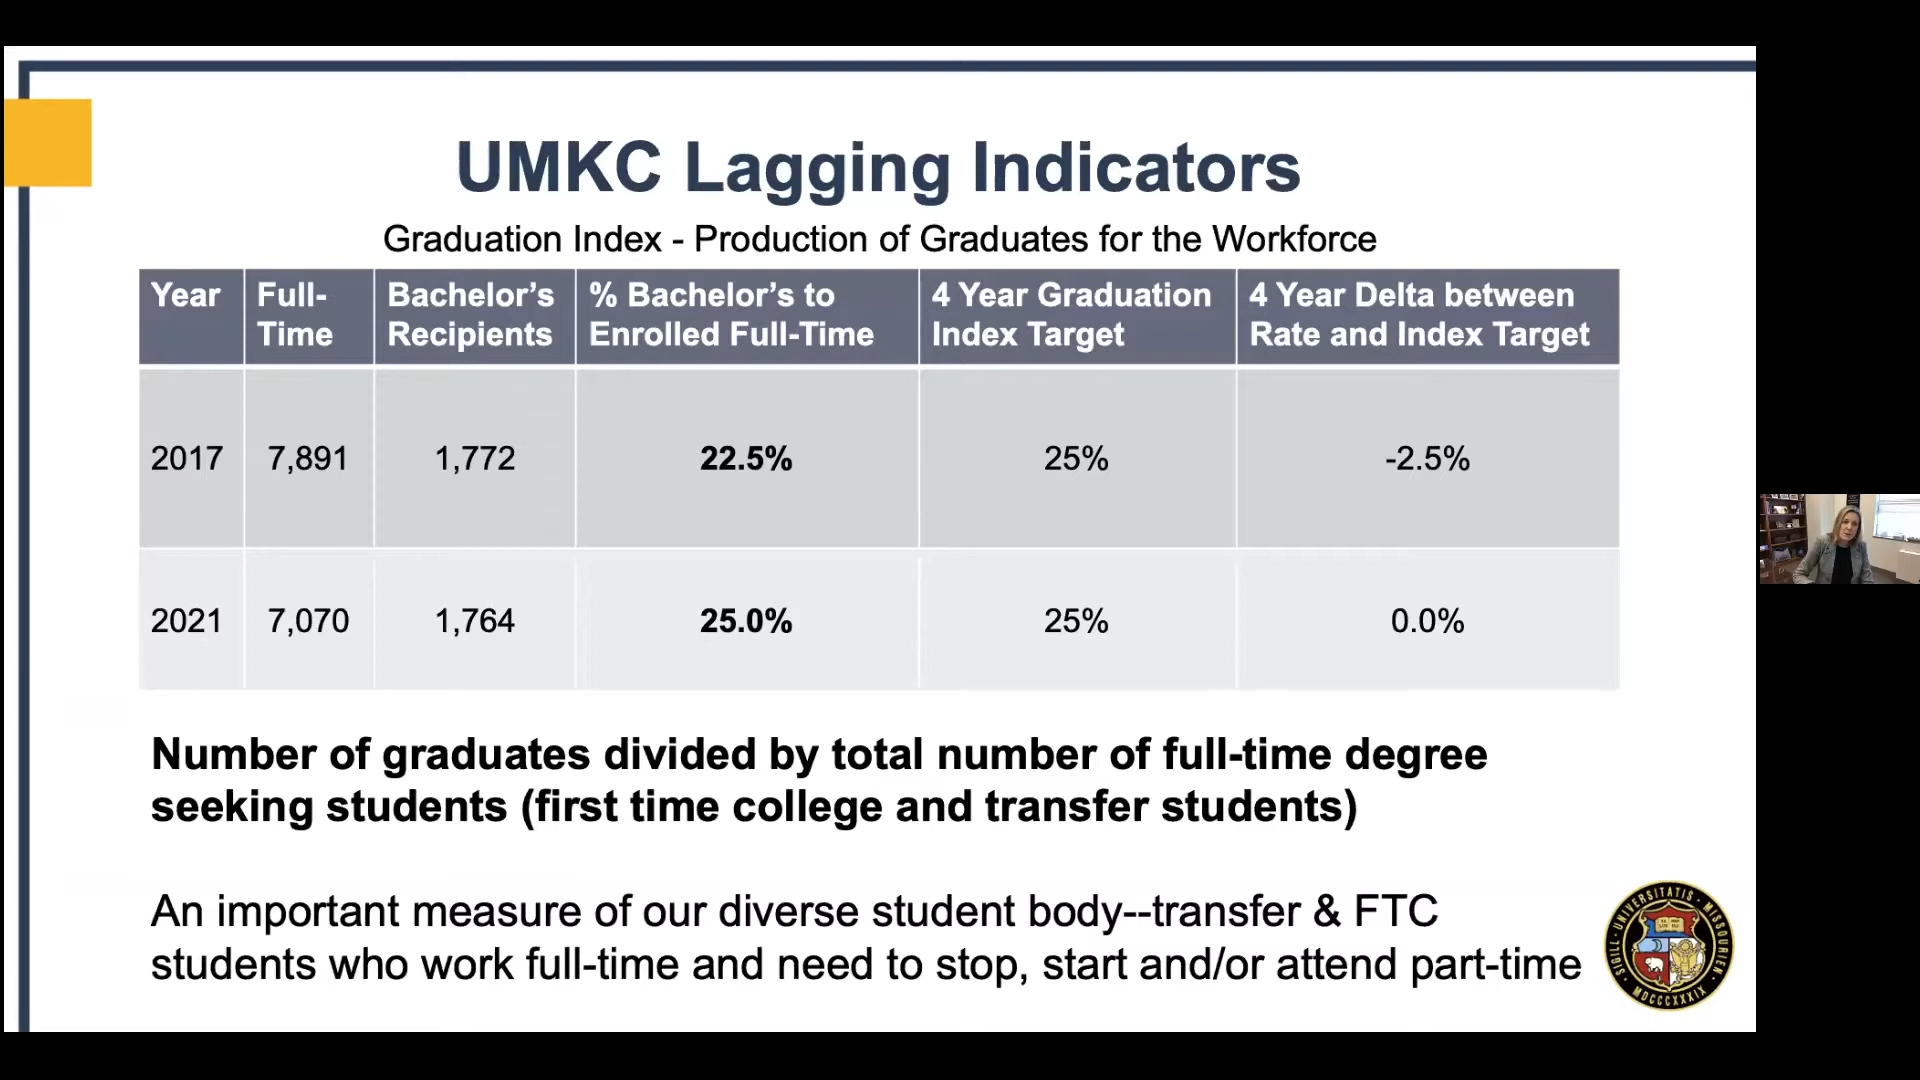 UMKC Lagging Indicators
Graduation Index - Production of Graduates for the Workforce
Year
Full-
Time
Bachelor’s
Recipients
% Bachelor’s to
Enrolled Full-Time
4 Year Graduation
Index Target
4 Year Delta between
Rate and Index Target
2017 7,891 1,772 22.5% 25% -2.5%
2021 7,070 1,764 25.0% 25% 0.0%
Number of graduates divided by total number of full-time degree
seeking students (first time college and transfer students)
An important measure of our diverse student body--transfer & FTC
students who work full-time and need to stop, start and/or attend part-time
SIGILL · UNIVERSITATIS · MISSOURIEN ·
MDCCCXXXIX